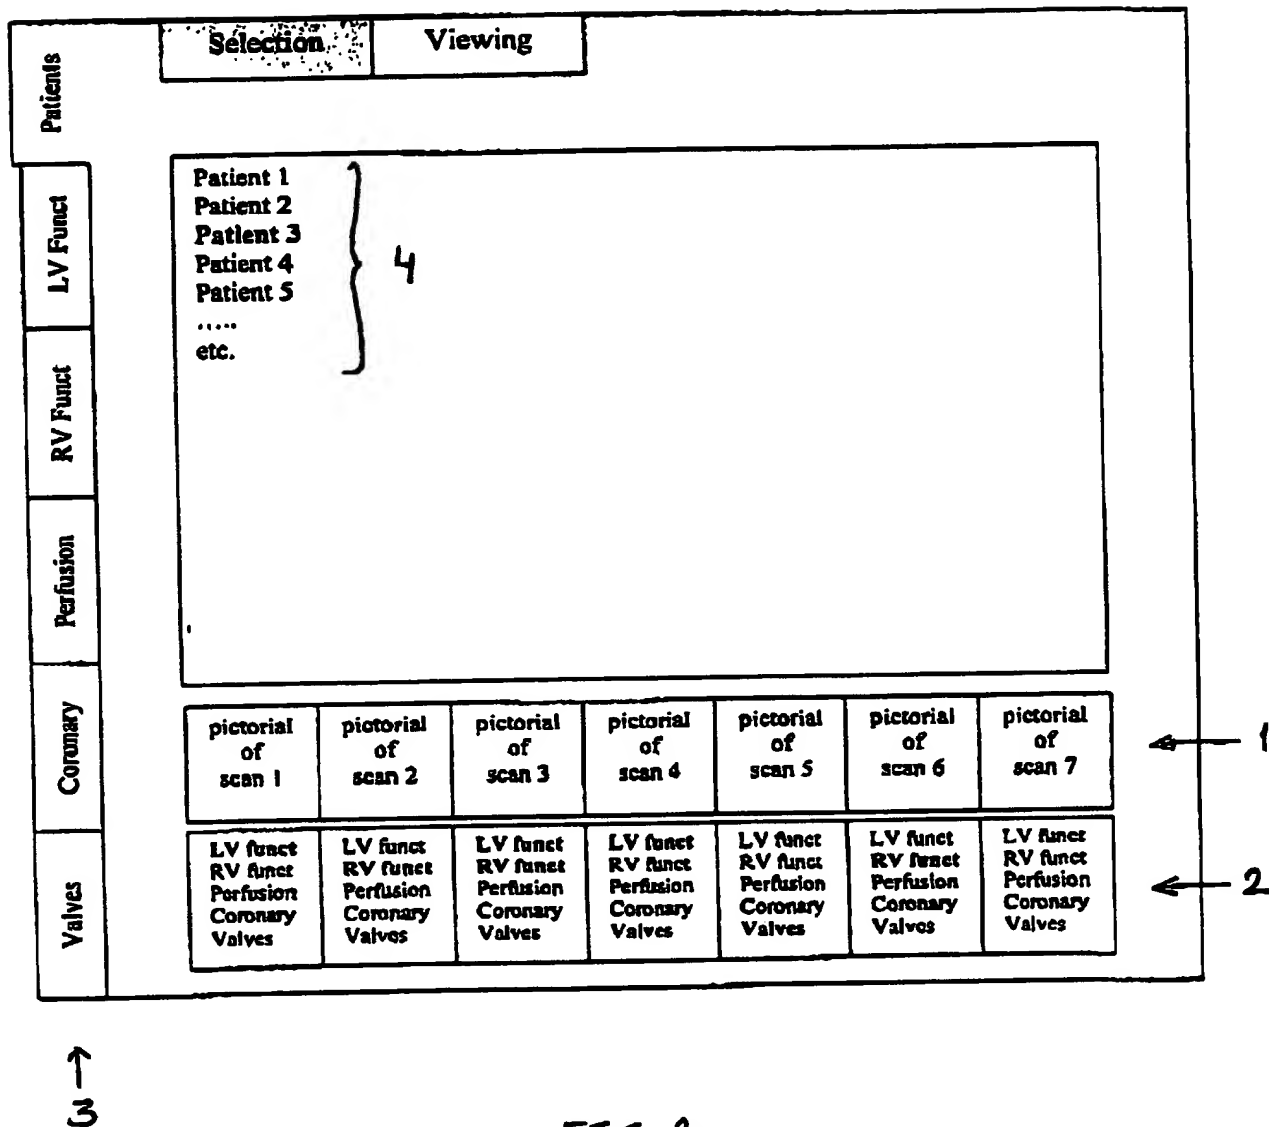 Selection Viewing
Patients
LV Funct
RV Funct
Perfusion
Coronary
Valves
Patient 1
Patient 2
Patient 3
Patient 4
Patient 5
.....
etc.
4
pictorial of scan 1
pictorial of scan 2
pictorial of scan 3
pictorial of scan 4
pictorial of scan 5
pictorial of scan 6
pictorial of scan 7
1
LV funct LV funct LV funct LV funct LV funct LV funct LV funct
RV funct RV funct RV funct RV funct RV funct RV funct RV funct
Perfusion Perfusion Perfusion Perfusion Perfusion Perfusion Perfusion
Coronary Coronary Coronary Coronary Coronary Coronary Coronary
Valves Valves Valves Valves Valves Valves Valves
2
3